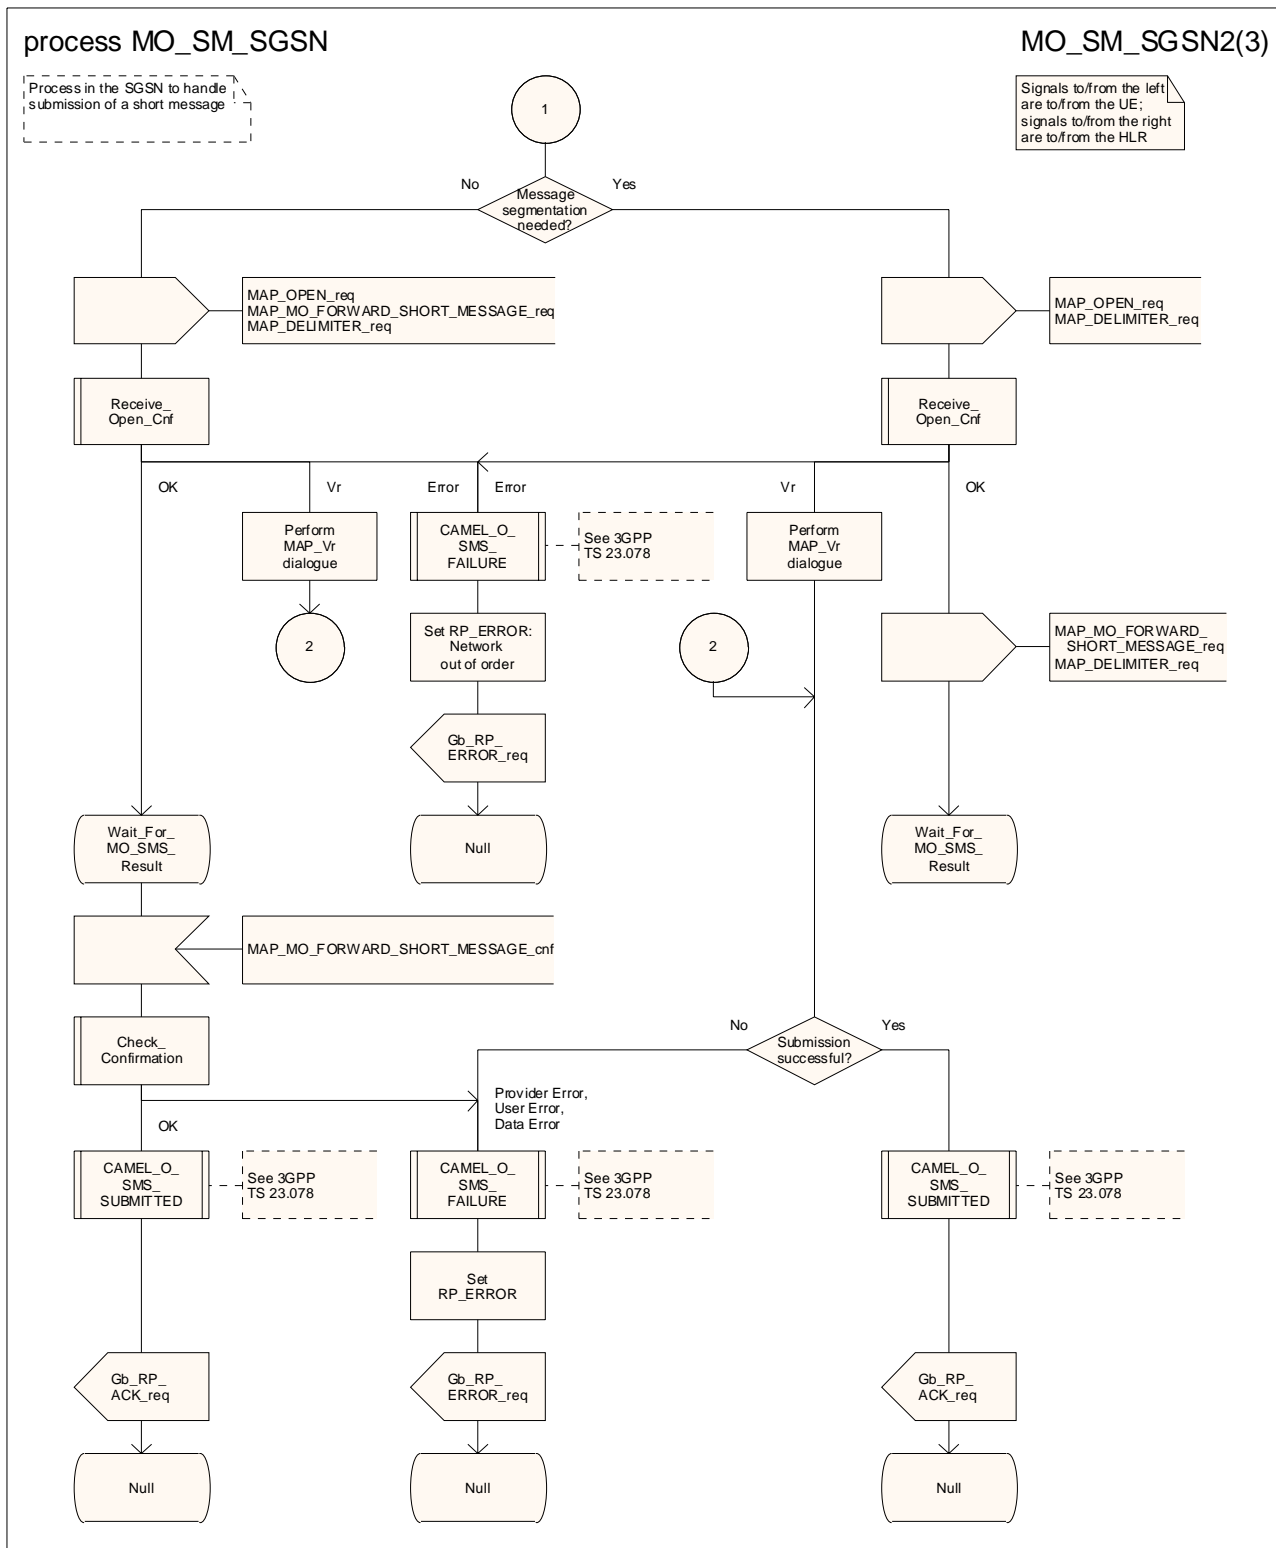 process MO_SM_SGSN
MO_SM_SGSN2(3)
Process in the SGSN to handle
submission of a short message
Signals to/from the left
are to/from the UE;
signals to/from the right
are to/from the HLR
1
No
Yes
Message
segmentation
needed?
MAP_OPEN_req
MAP_MO_FORWARD_SHORT_MESSAGE_req
MAP_DELIMITER_req
MAP_OPEN_req
MAP_DELIMITER_req
Receive_
Open_Cnf
Receive_
Open_Cnf
OK
Vr
Error
Error
Vr
OK
Perform
MAP_Vr
dialogue
CAMEL_O_
SMS_
FAILURE
See 3GPP
TS 23.078
Perform
MAP_Vr
dialogue
2
Set RP_ERROR:
Network
out of order
2
MAP_MO_FORWARD_
SHORT_MESSAGE_req
MAP_DELIMITER_req
Gb_RP_
ERROR_req
Wait_For_
MO_SMS_
Result
Null
Wait_For_
MO_SMS_
Result
MAP_MO_FORWARD_SHORT_MESSAGE_cnf
Check_
Confirmation
No
Yes
Submission
successful?
Provider Error,
User Error,
Data Error
OK
CAMEL_O_
SMS_
SUBMITTED
See 3GPP
TS 23.078
CAMEL_O_
SMS_
FAILURE
See 3GPP
TS 23.078
CAMEL_O_
SMS_
SUBMITTED
See 3GPP
TS 23.078
Set
RP_ERROR
Gb_RP_
ACK_req
Gb_RP_
ERROR_req
Gb_RP_
ACK_req
Null
Null
Null